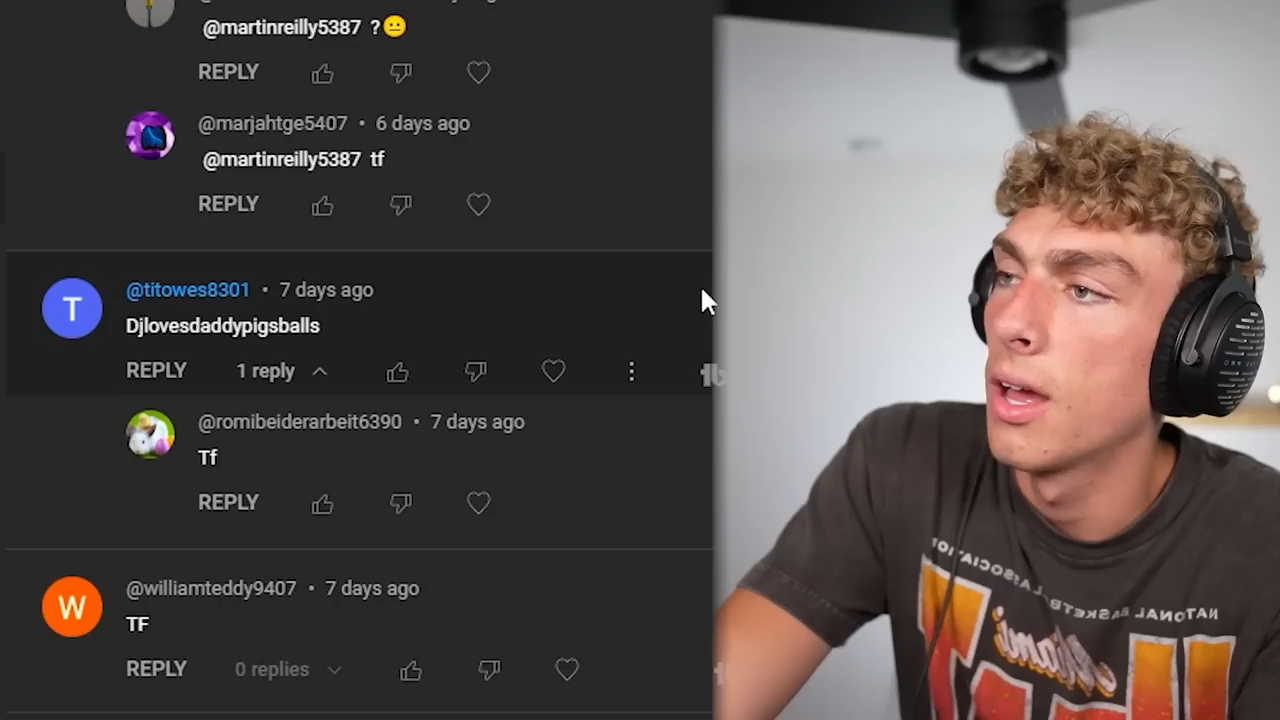 @martinreilly5387 ?😐
REPLY
@marjahtge5407 • 6 days ago
@martinreilly5387 tf
REPLY
@titowes8301 • 7 days ago
T
Djlovesdaddypigsballs
REPLY 1 reply
@romibeiderarbeit6390 • 7 days ago
Tf
REPLY
@williamteddy9407 • 7 days ago
W
TF
REPLY 0 replies
NATIONAL BASKETBALL ASSOCIATION
Miami